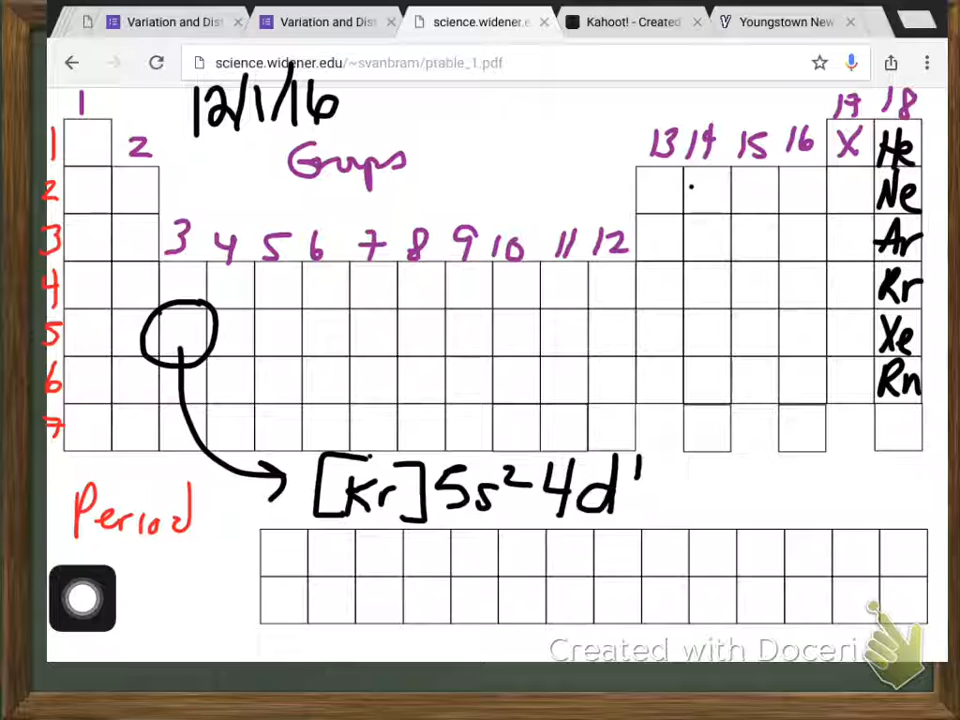 Variation and Dis
Variation and Dis
science.widener.e
Kahoot! - Created
Youngstown New
science.widener.edu/~svanbram/ptable_1.pdf
12/1/16
1
17 18
1
2
Groups
13 14 15 16
X
He
2
Ne
3
3 4 5 6 7 8 9 10 11 12
Ar
4
Kr
5
Xe
6
Rn
7
[Kr]5s²4d¹
Period
Created with Doceri